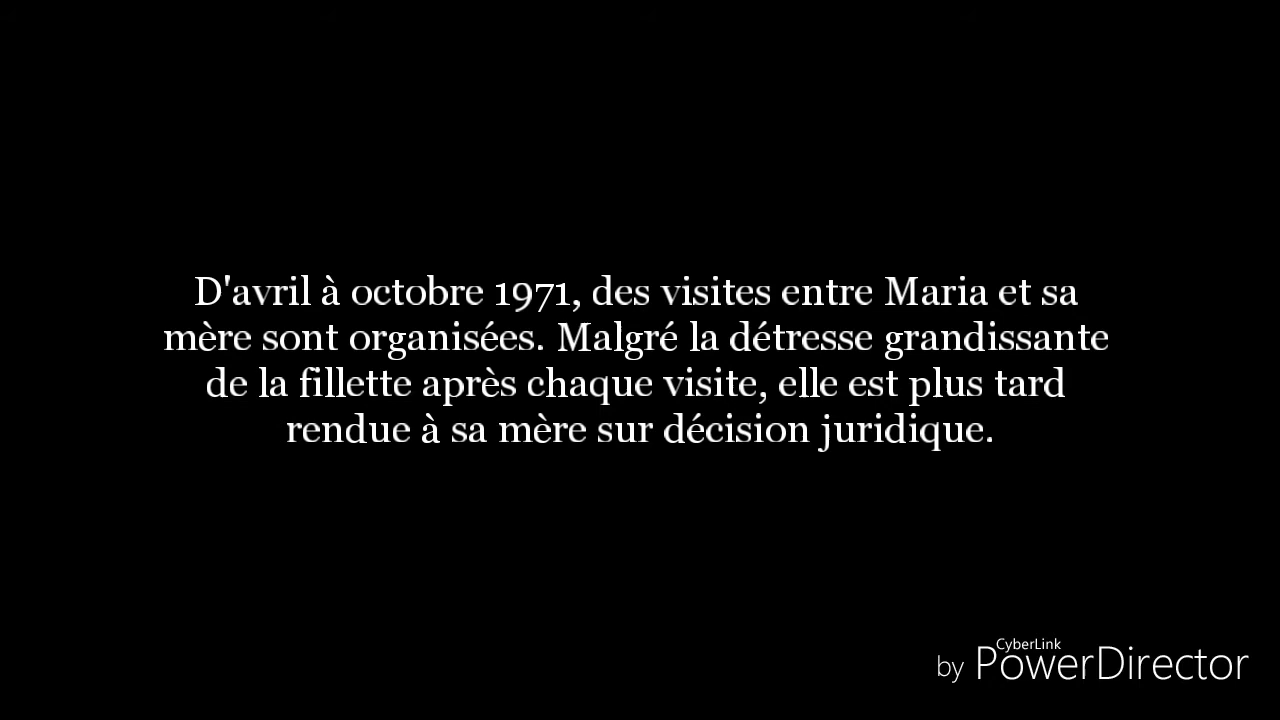 D'avril à octobre 1971, des visites entre Maria et sa
mère sont organisées. Malgré la détresse grandissante
de la fillette après chaque visite, elle est plus tard
rendue à sa mère sur décision juridique.
CyberLink
by PowerDirector